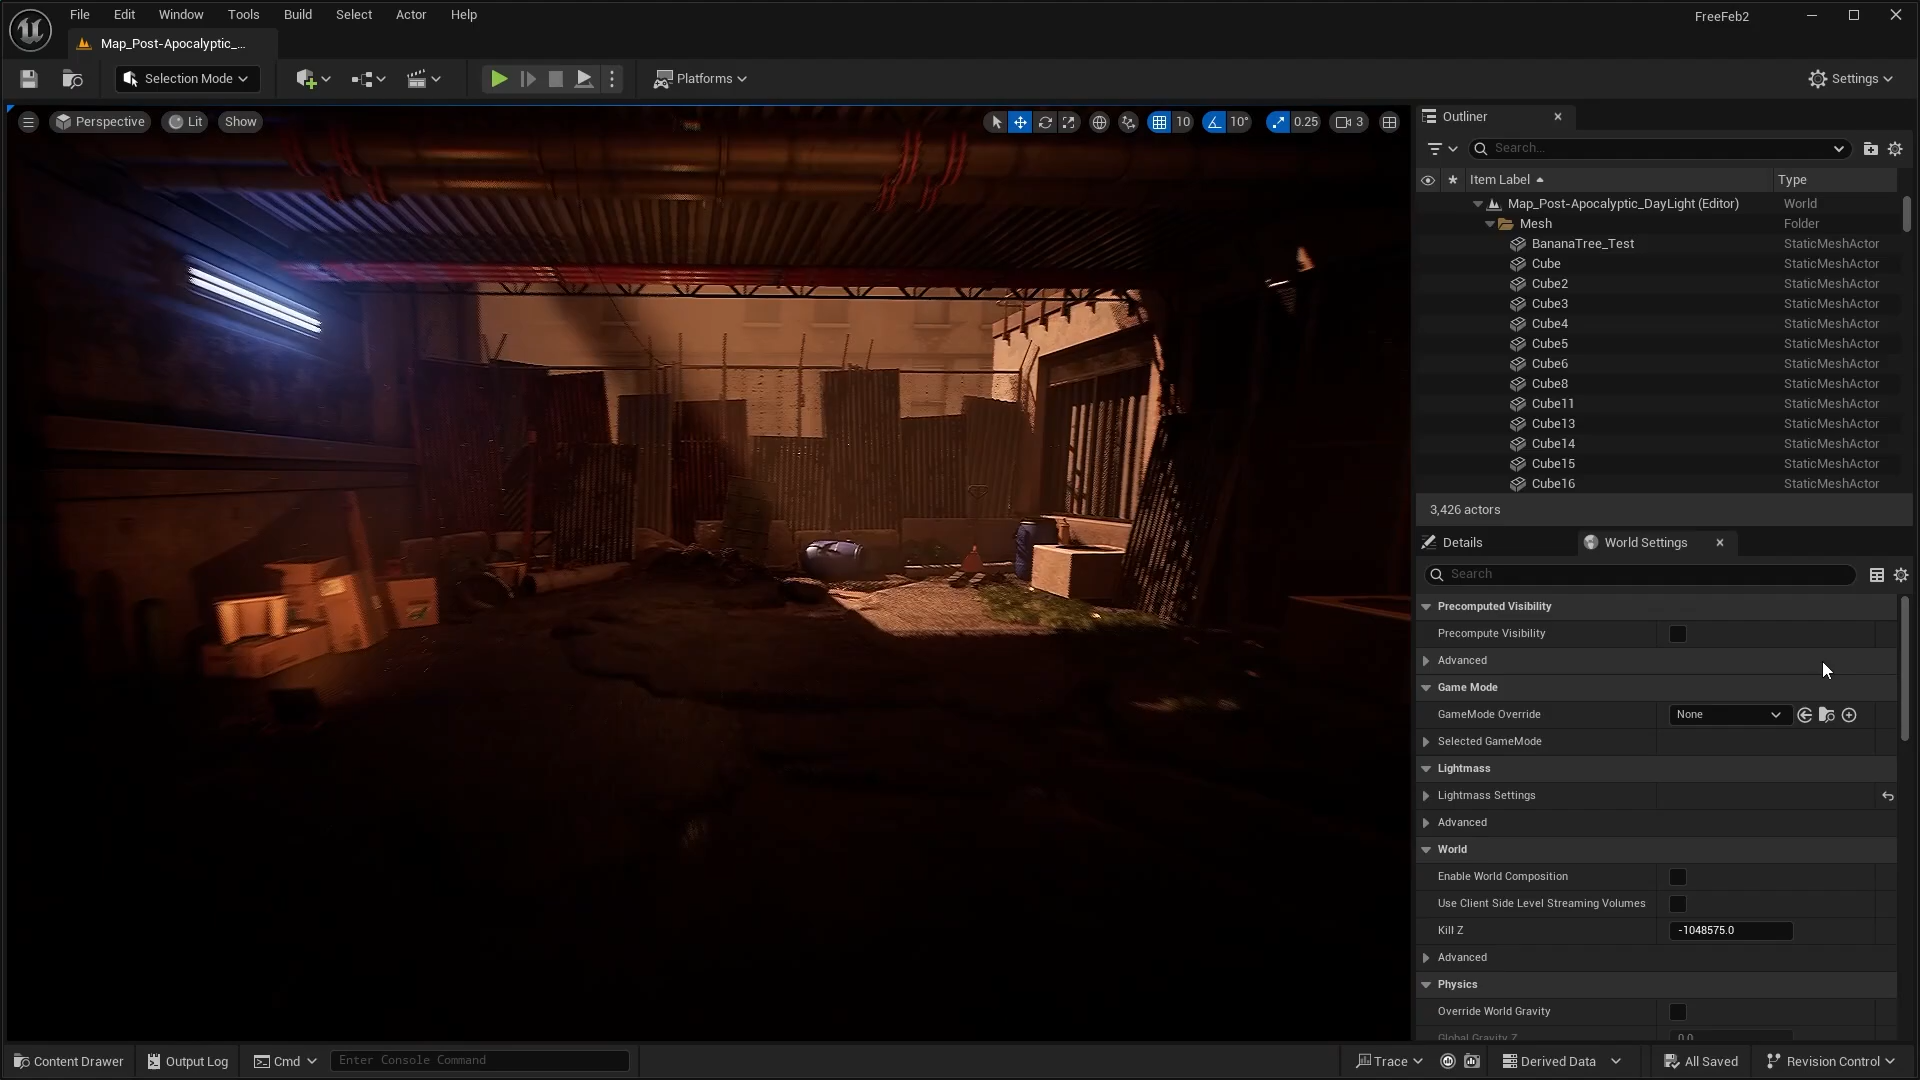 File Edit Window Tools Build Select Actor Help
FreeFeb2
Map_Post-Apocalyptic_...
Selection Mode
Platforms
Settings
Perspective Lit Show
10 10° 0.25 3
Outliner
Search...
Item Label Type
Map_Post-Apocalyptic_DayLight (Editor) World
Mesh Folder
BananaTree_Test StaticMeshActor
Cube StaticMeshActor
Cube2 StaticMeshActor
Cube3 StaticMeshActor
Cube4 StaticMeshActor
Cube5 StaticMeshActor
Cube6 StaticMeshActor
Cube8 StaticMeshActor
Cube11 StaticMeshActor
Cube13 StaticMeshActor
Cube14 StaticMeshActor
Cube15 StaticMeshActor
Cube16 StaticMeshActor
3,426 actors
Details World Settings
Search
Precomputed Visibility
Precompute Visibility
Advanced
Game Mode
GameMode Override None
Selected GameMode
Lightmass
Lightmass Settings
Advanced
World
Enable World Composition
Use Client Side Level Streaming Volumes
Kill Z -1048575.0
Advanced
Physics
Override World Gravity
Global Gravity Z 0.0
Content Drawer Output Log Cmd Enter Console Command Trace Derived Data All Saved Revision Control